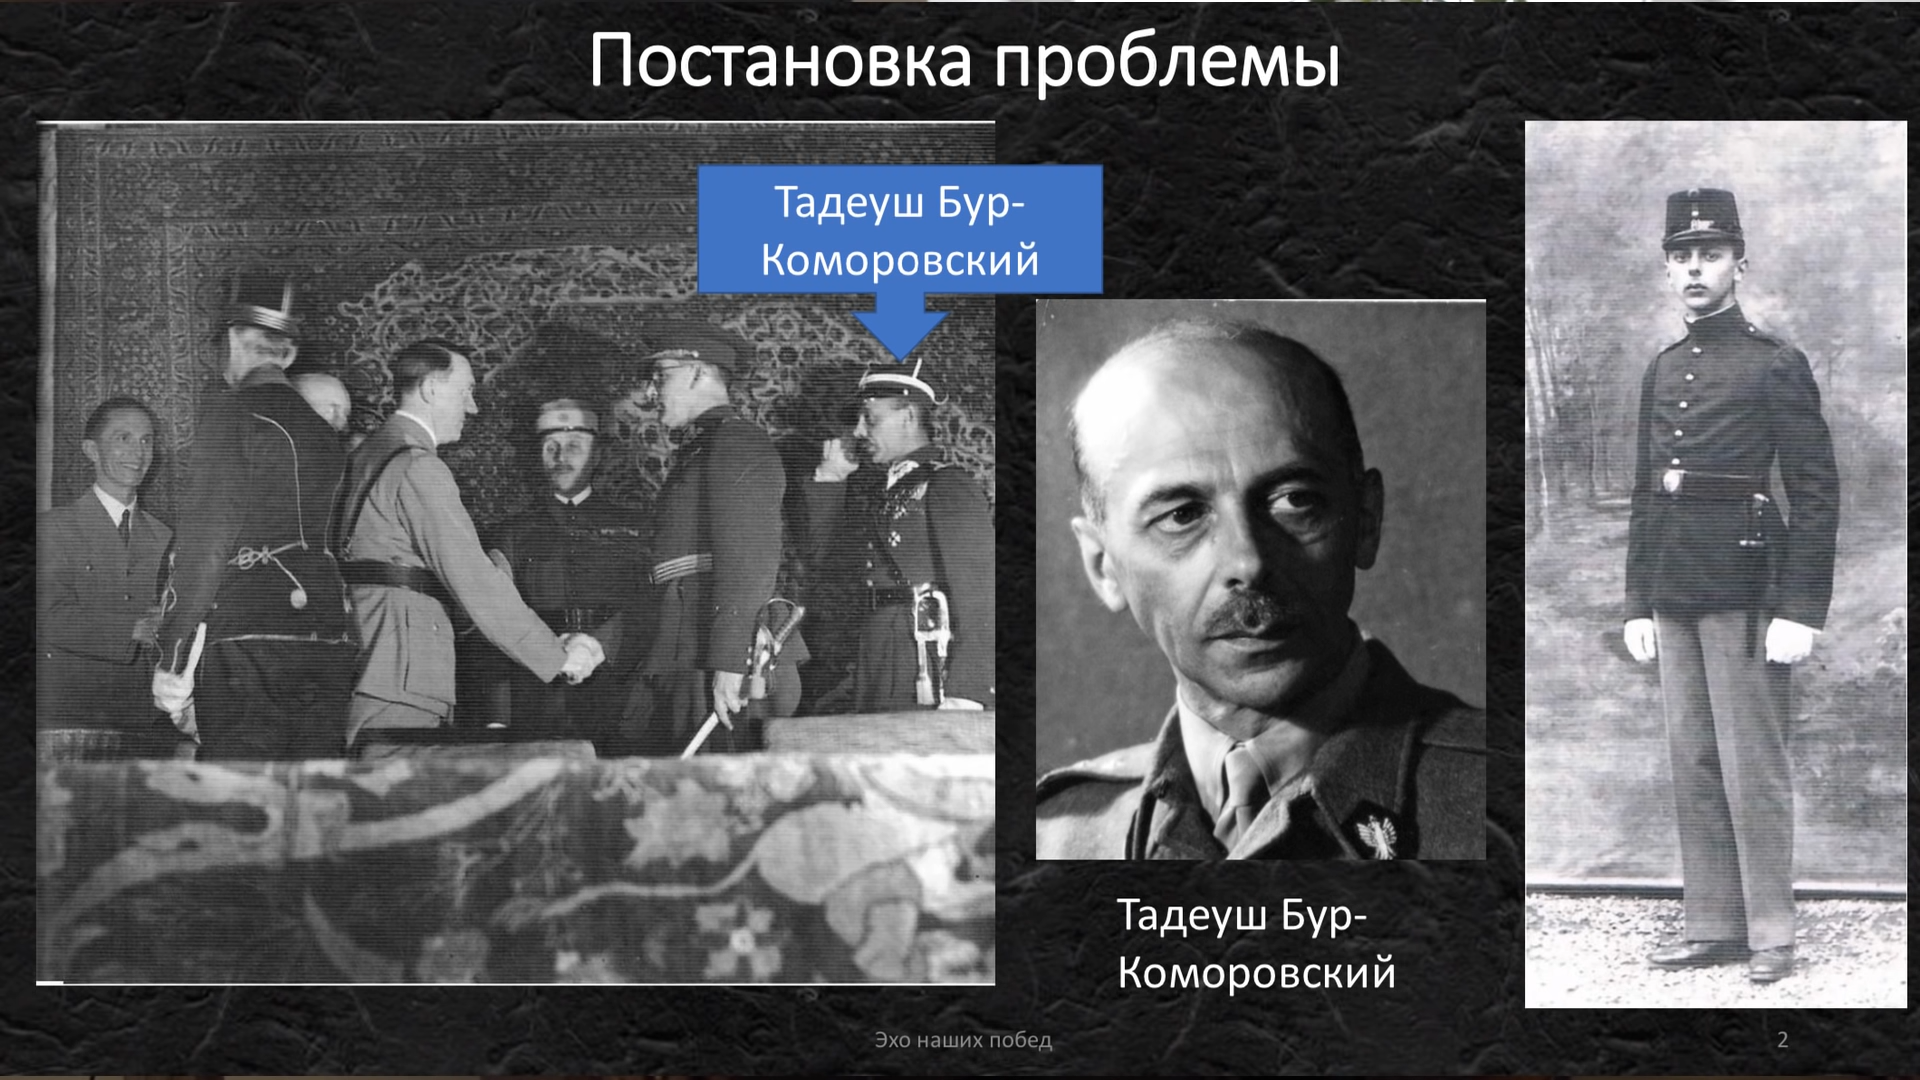 Постановка проблемы
Тадеуш Бур-
Коморовский
Тадеуш Бур-
Коморовский
Эхо наших побед
2